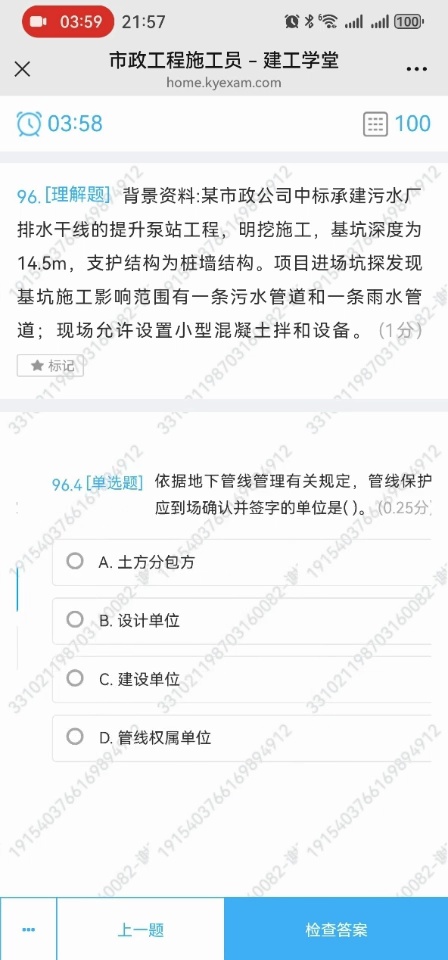 03:59 21:57 100
市政工程施工员 - 建工学堂
home.kyexam.com
03:58 100
96. [理解题] 背景资料:某市政公司中标承建污水厂
排水干线的提升泵站工程，明挖施工，基坑深度为
14.5m，支护结构为桩墙结构。项目进场坑探发现
基坑施工影响范围有一条污水管道和一条雨水管
道；现场允许设置小型混凝土拌和设备。(1分)
标记
96.4 [单选题] 依据地下管线管理有关规定，管线保护
应到场确认并签字的单位是( )。(0.25分
A. 土方分包方
B. 设计单位
C. 建设单位
D. 管线权属单位
上一题 检查答案